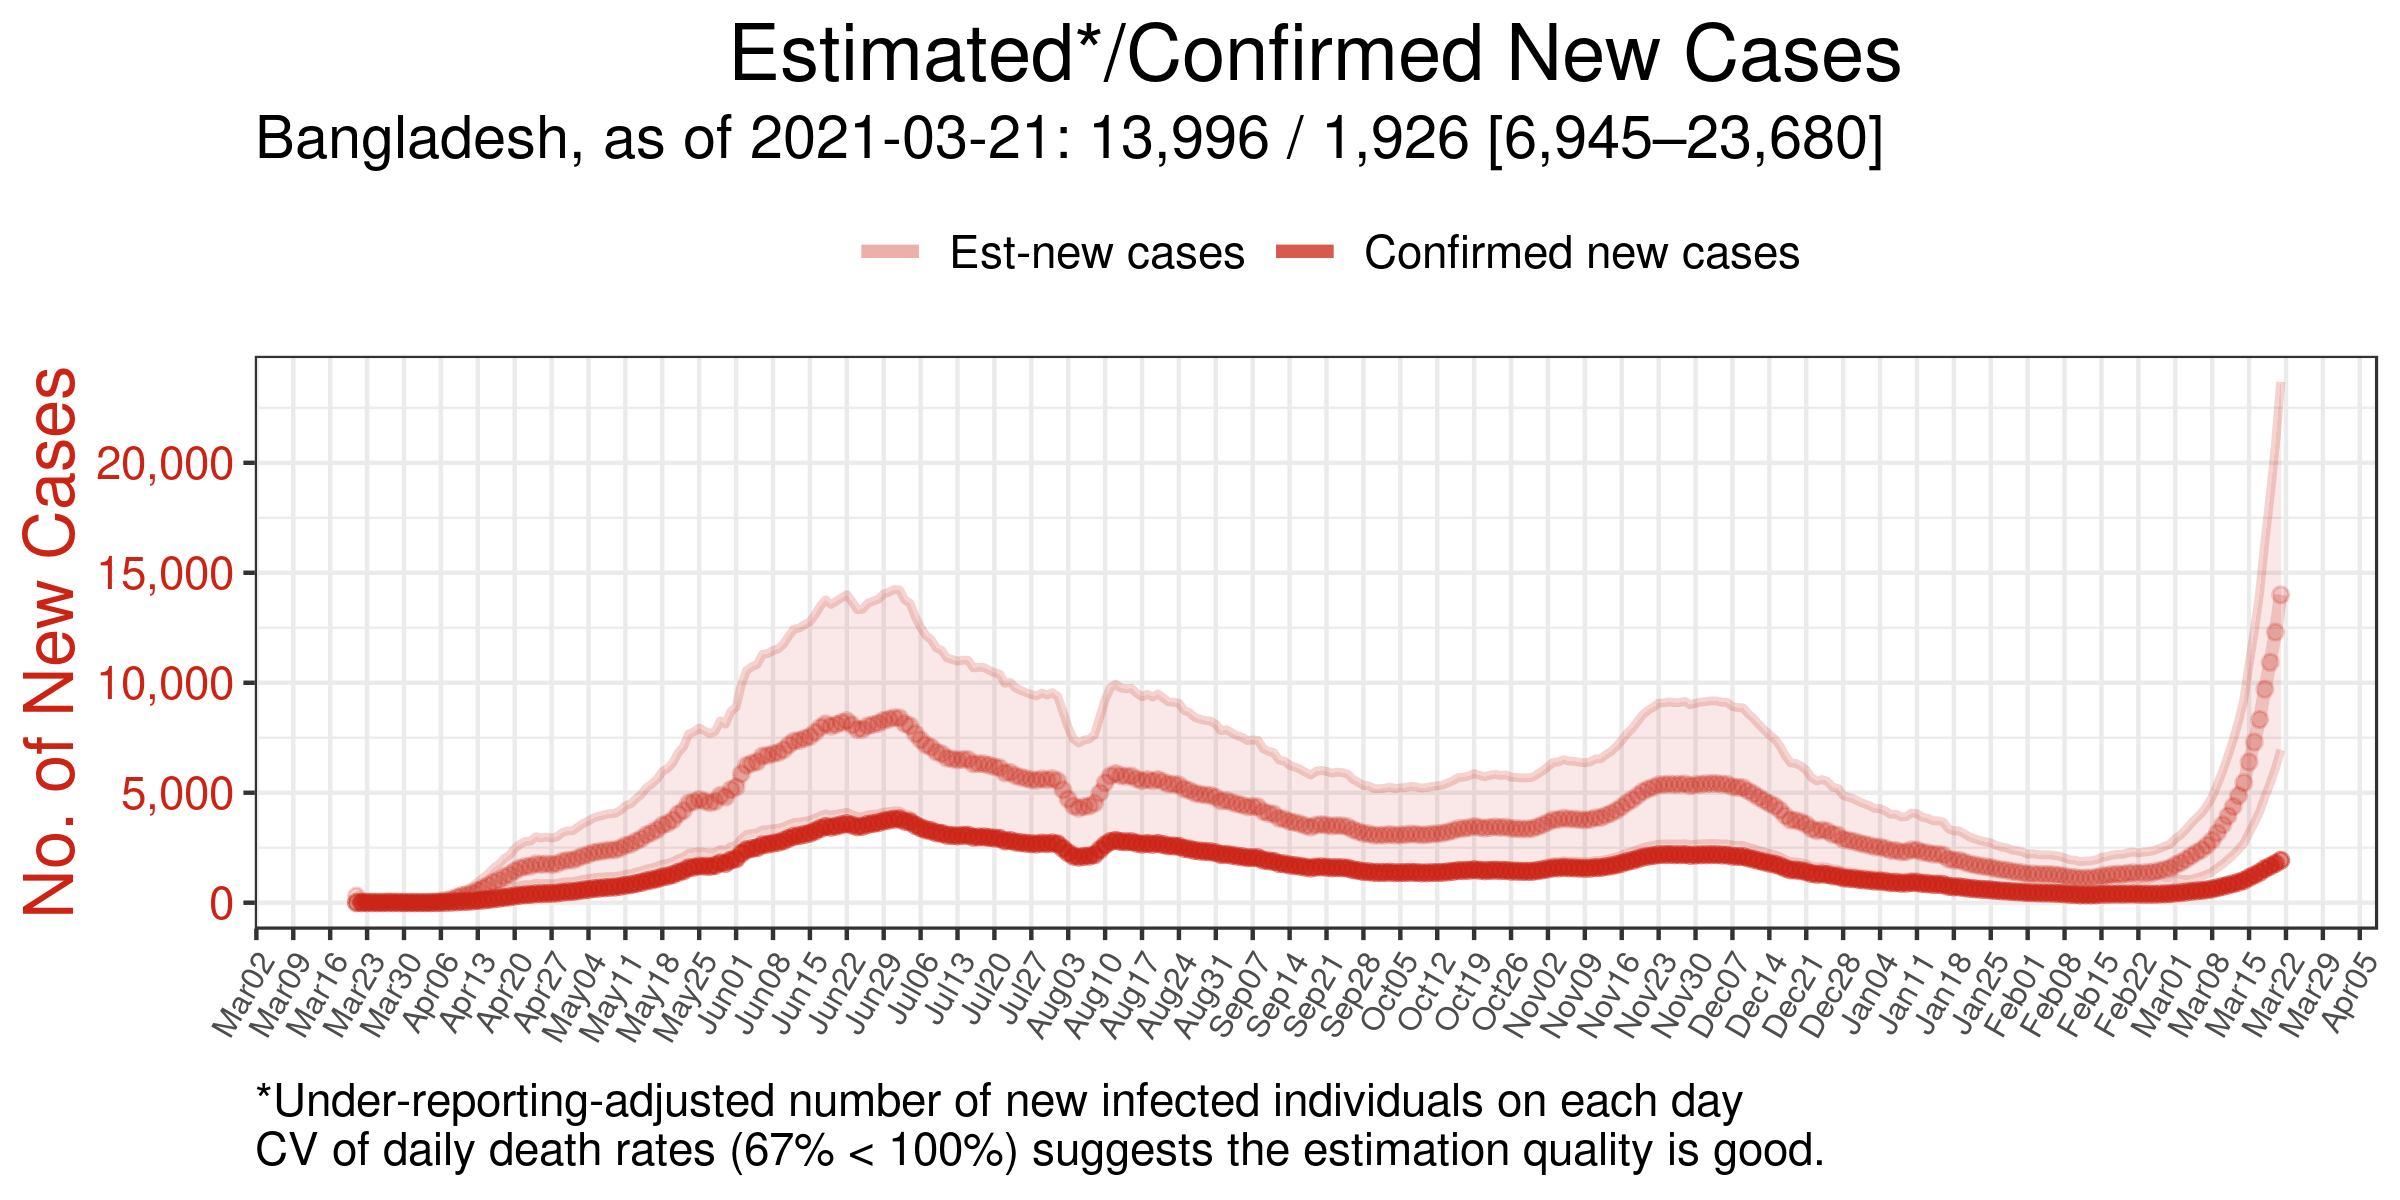 Estimated*/Confirmed New Cases
Bangladesh, as of 2021-03-21: 13,996 / 1,926 [6,945–23,680]
Est-new cases Confirmed new cases
No. of New Cases
20,000
15,000
10,000
5,000
0
Mar02 Mar09 Mar16 Mar23 Mar30 Apr06 Apr13 Apr20 Apr27 May04 May11 May18 May25 Jun01 Jun08 Jun15 Jun22 Jun29 Jul06 Jul13 Jul20 Jul27 Aug03 Aug10 Aug17 Aug24 Aug31 Sep07 Sep14 Sep21 Sep28 Oct05 Oct12 Oct19 Oct26 Nov02 Nov09 Nov16 Nov23 Nov30 Dec07 Dec14 Dec21 Dec28 Jan04 Jan11 Jan18 Jan25 Feb01 Feb08 Feb15 Feb22 Mar01 Mar08 Mar15 Mar22 Mar29 Apr05
*Under-reporting-adjusted number of new infected individuals on each day
CV of daily death rates (67% < 100%) suggests the estimation quality is good.